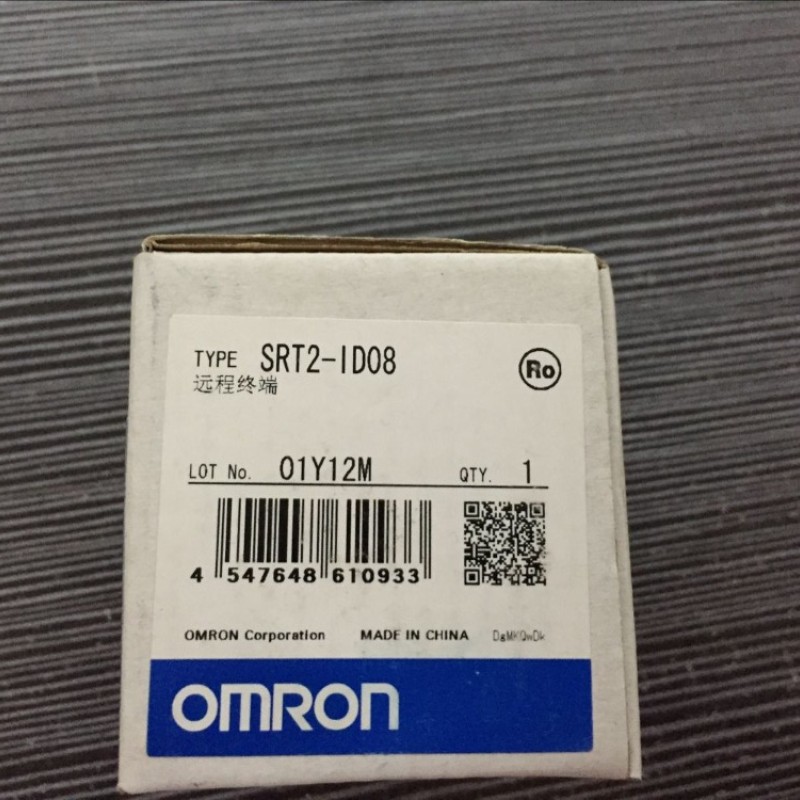 TYPE SRT2-ID08
远程终端
Ro
LOT No. 01Y12M QTY. 1
4 547648 610933
OMRON Corporation MADE IN CHINA
OMRON